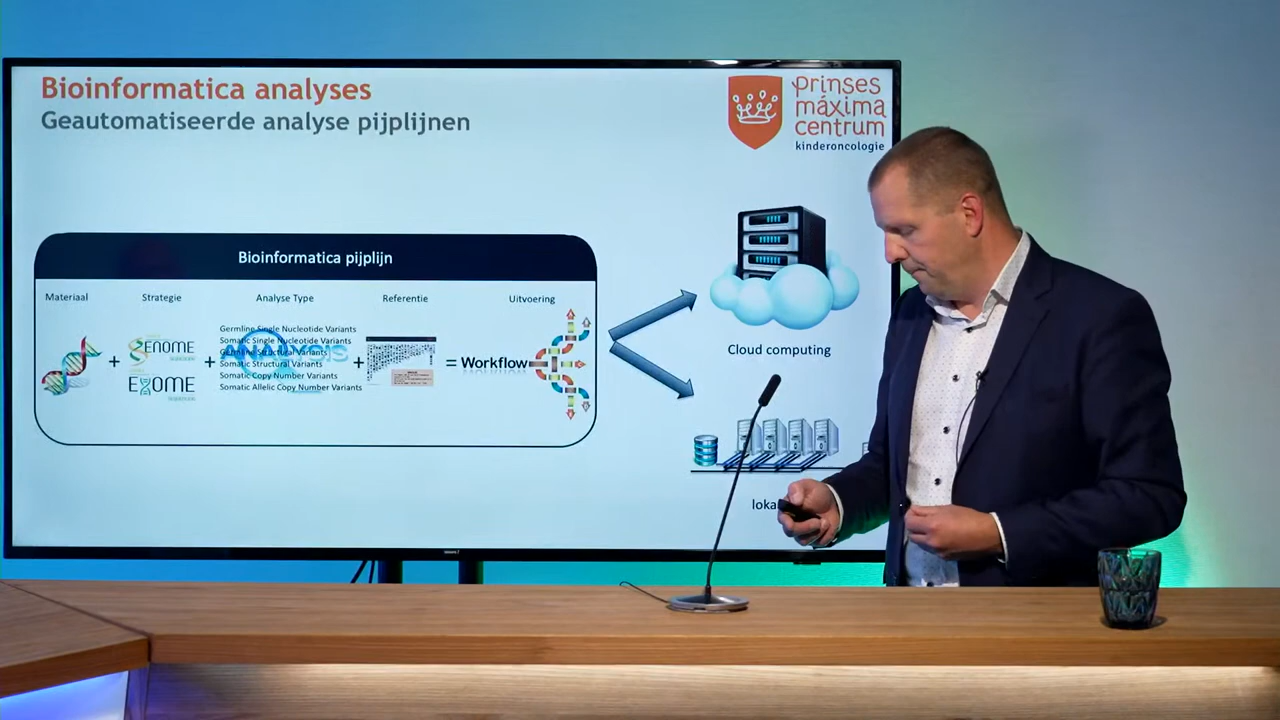 Bioinformatica analyses
Geautomatiseerde analyse pijplijnen
prinses
máxima
centrum
kinderoncologie
Bioinformatica pijplijn
Materiaal
Strategie
Analyse Type
Referentie
Uitvoering
GENOME
EXOME
ANALYSIS
Germline Single Nucleotide Variants
Somatic Single Nucleotide Variants
Germline Structural Variants
Somatic Structural Variants
Somatic Copy Number Variants
Somatic Allelic Copy Number Variants
+ + + = Workflow
Cloud computing
loka